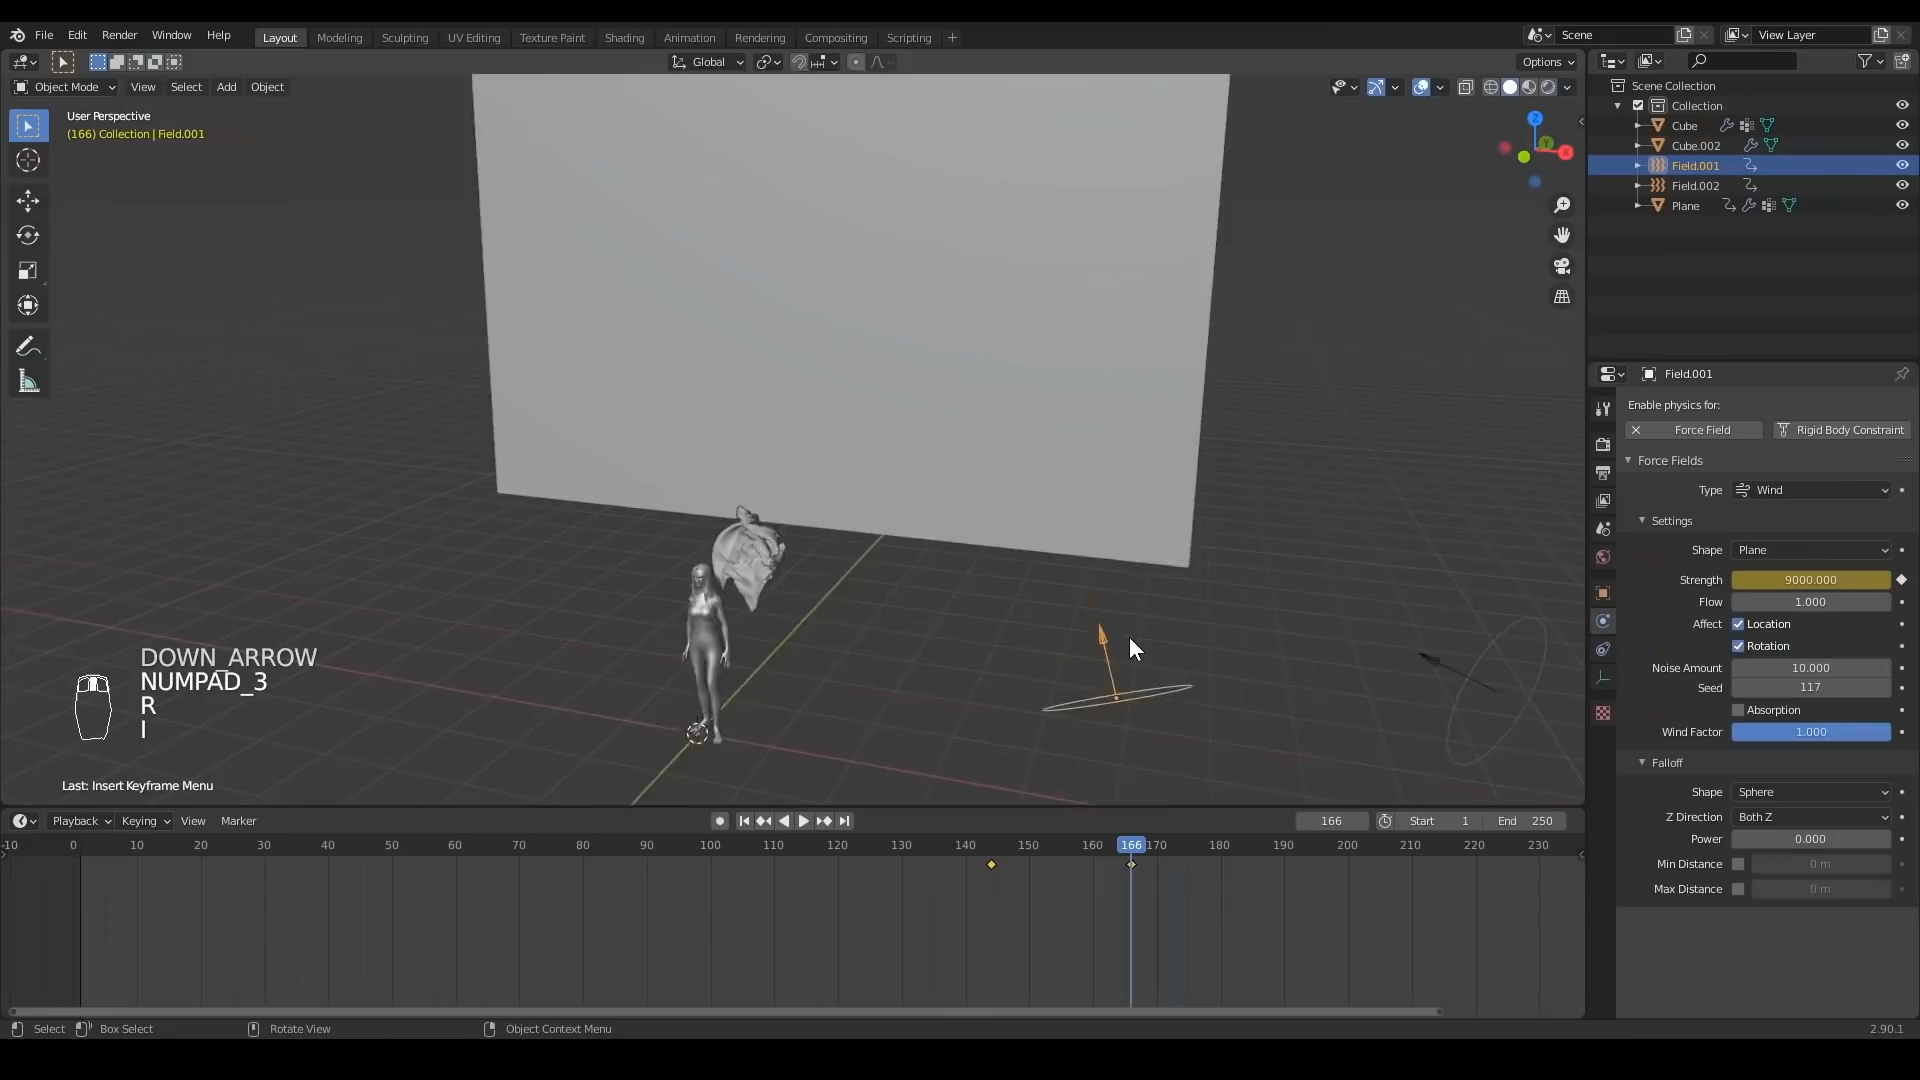 File Edit Render Window Help Layout Modeling Sculpting UV Editing Texture Paint Shading Animation Rendering Compositing Scripting + Scene View Layer
Global Options
Object Mode View Select Add Object
User Perspective
(166) Collection | Field.001
Z
Y
X
Scene Collection
Collection
Cube
Cube.002
Field.001
Field.002
Plane
Field.001
Enable physics for:
Force Field Rigid Body Constraint
Force Fields
Type Wind
Settings
Shape Plane
Strength 9000.000
Flow 1.000
Affect Location
Rotation
Noise Amount 10.000
Seed 117
Absorption
Wind Factor 1.000
Falloff
Shape Sphere
Z Direction Both Z
Power 0.000
Min Distance 0 m
Max Distance 0 m
DOWN_ARROW
NUMPAD_3
R
I
Last: Insert Keyframe Menu
Playback Keying View Marker 166 Start 1 End 250
-10 0 10 20 30 40 50 60 70 80 90 100 110 120 130 140 150 160 166 170 180 190 200 210 220 230
Select Box Select Rotate View Object Context Menu 2.90.1